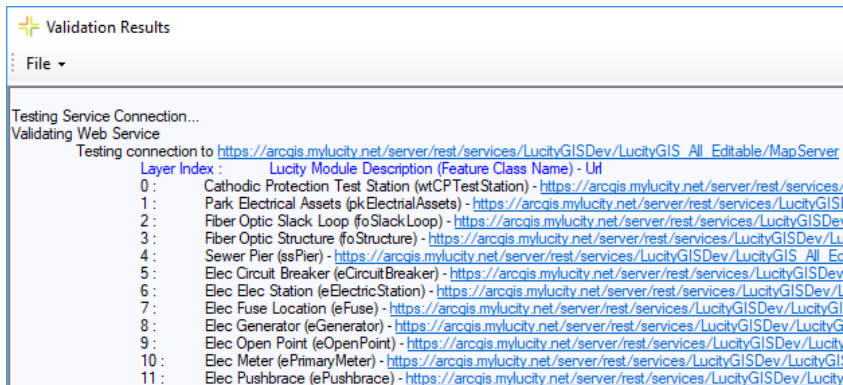 Validation Results
File
Testing Service Connection...
Validating Web Service
Testing connection to https://arcgis.mylucity.net/server/rest/services/LucityGISDev/LucityGIS_All_Editable/MapServer
Layer Index : Lucity Module Description (Feature Class Name) - Url
0 : Cathodic Protection Test Station (wtCPTestStation) - https://arcgis.mylucity.net/server/rest/services/
1 : Park Electrical Assets (pkElectrialAssets) - https://arcgis.mylucity.net/server/rest/services/LucityGISD
2 : Fiber Optic Slack Loop (foSlackLoop) - https://arcgis.mylucity.net/server/rest/services/LucityGISDev
3 : Fiber Optic Structure (foStructure) - https://arcgis.mylucity.net/server/rest/services/LucityGISDev/Lu
4 : Sewer Pier (ssPier) - https://arcgis.mylucity.net/server/rest/services/LucityGISDev/LucityGIS_All_Ed
5 : Elec Circuit Breaker (eCircuitBreaker) - https://arcgis.mylucity.net/server/rest/services/LucityGISDev
6 : Elec Elec Station (eElectricStation) - https://arcgis.mylucity.net/server/rest/services/LucityGISDev/L
7 : Elec Fuse Location (eFuse) - https://arcgis.mylucity.net/server/rest/services/LucityGISDev/LucityGI
8 : Elec Generator (eGenerator) - https://arcgis.mylucity.net/server/rest/services/LucityGISDev/LucityG
9 : Elec Open Point (eOpenPoint) - https://arcgis.mylucity.net/server/rest/services/LucityGISDev/LucityG
10 : Elec Meter (ePrimaryMeter) - https://arcgis.mylucity.net/server/rest/services/LucityGISDev/LucityGIS
11 : Elec Pushbrace (ePushbrace) - https://arcgis.mylucity.net/server/rest/services/LucityGISDev/Lucity